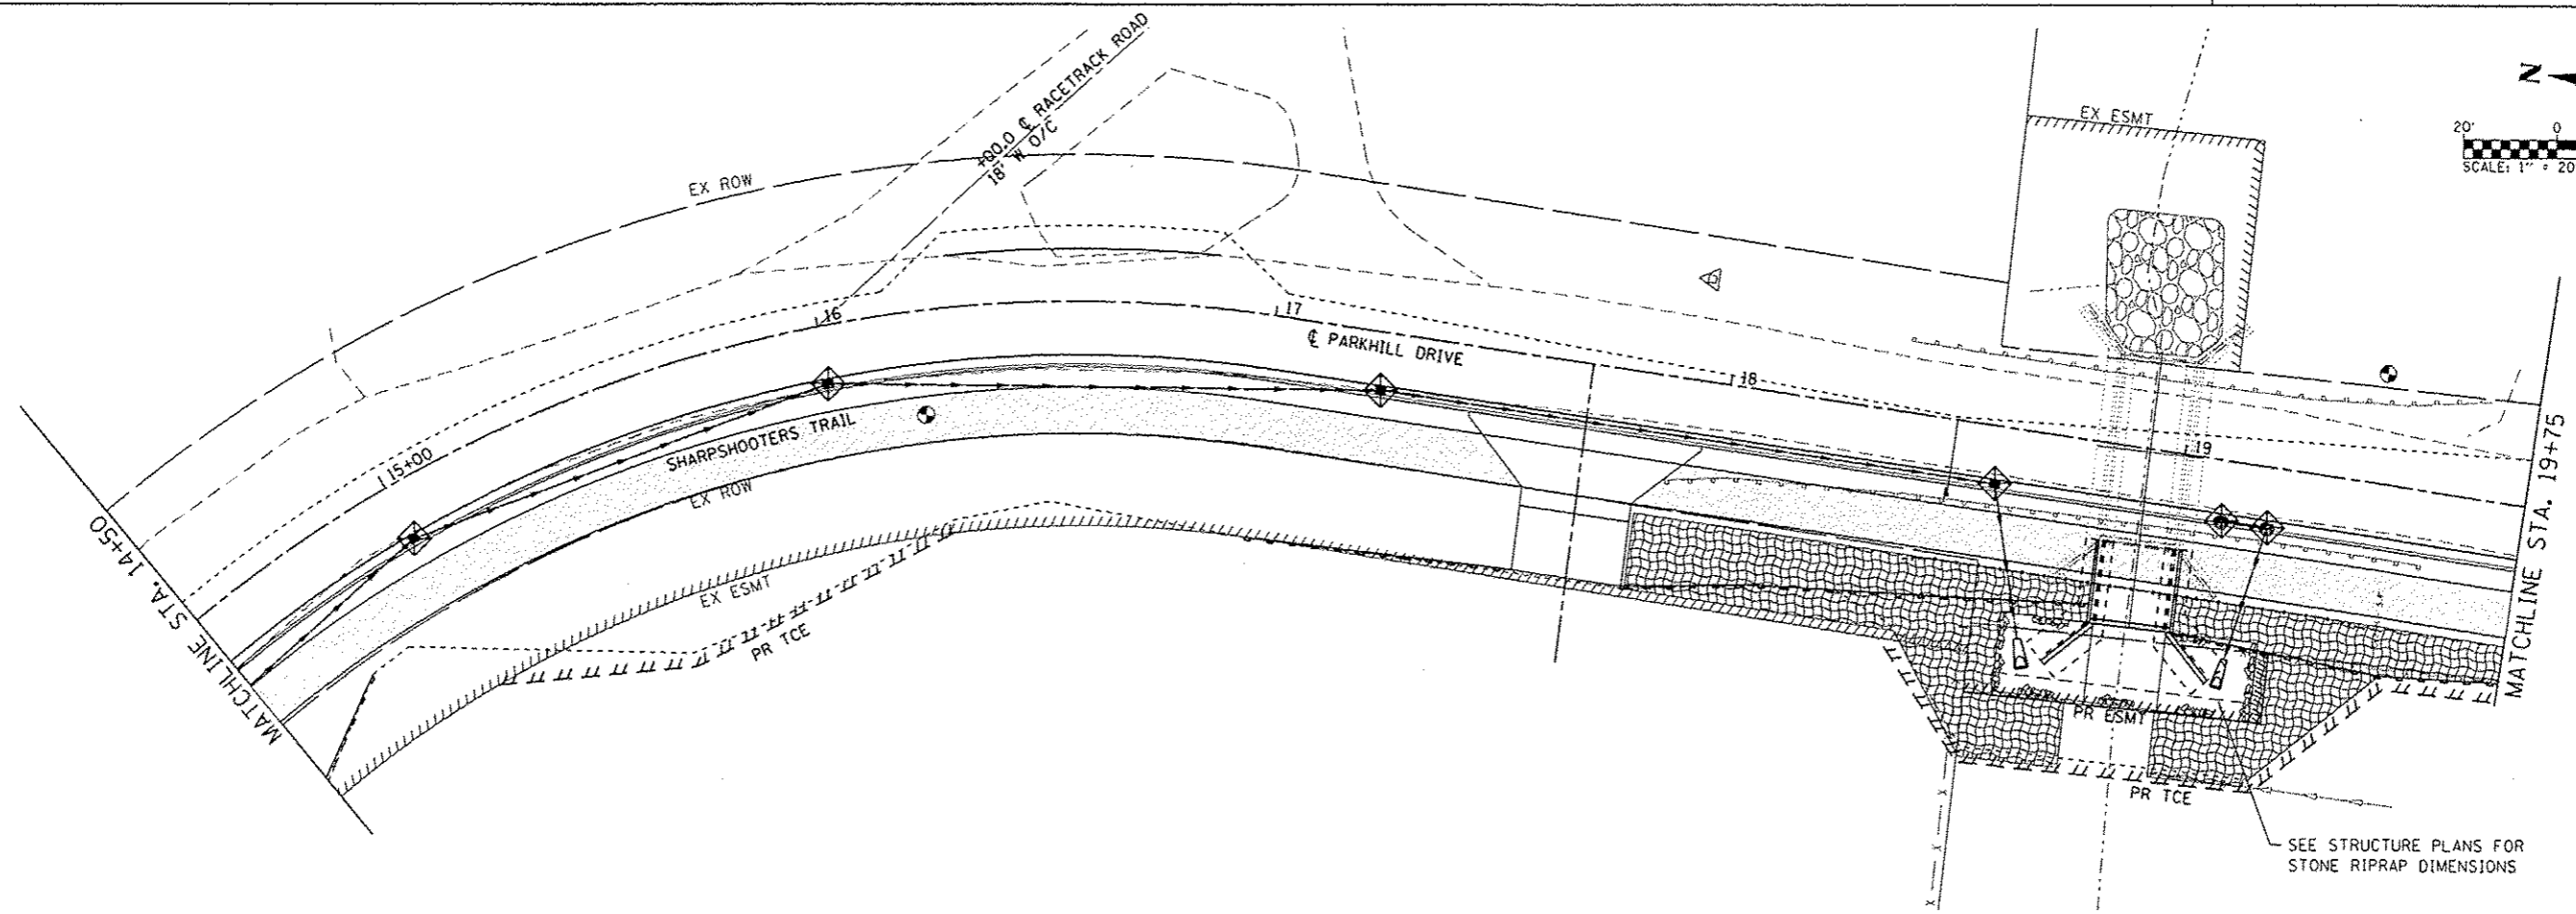 +00.0 ℄ RACETRACK ROAD
18' W O/C
EX ROW
EX ESMT
N
20' 0
SCALE: 1" = 20
16
17
℄ PARKHILL DRIVE
18
19
15+00
SHARPSHOOTERS TRAIL
EX ROW
EX ESMT
PR TCE
MATCHLINE STA. 14+50
MATCHLINE STA. 19+75
PR ESMT
PR TCE
SEE STRUCTURE PLANS FOR
STONE RIPRAP DIMENSIONS
X
X
X